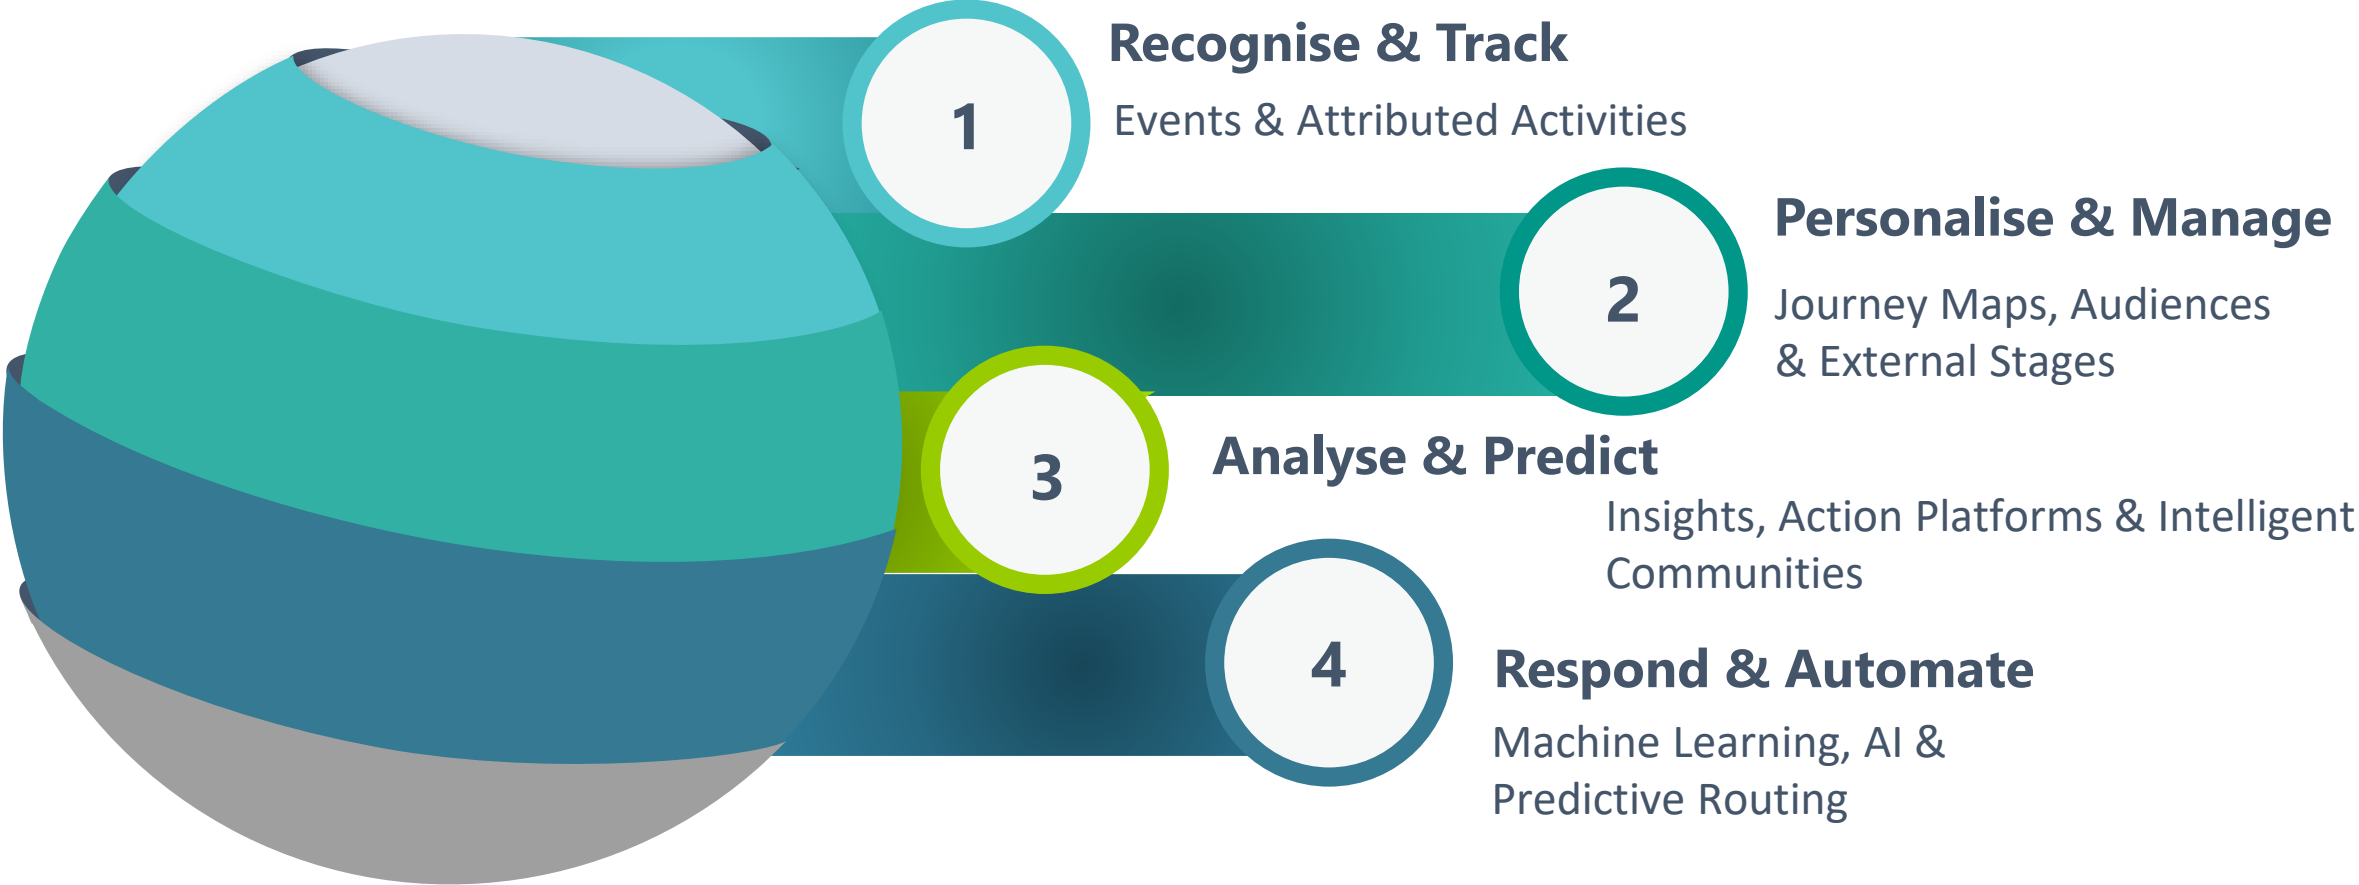 1
Recognise & Track
Events & Attributed Activities
2
Personalise & Manage
Journey Maps, Audiences
& External Stages
3
Analyse & Predict
Insights, Action Platforms & Intelligent
Communities
4
Respond & Automate
Machine Learning, AI &
Predictive Routing